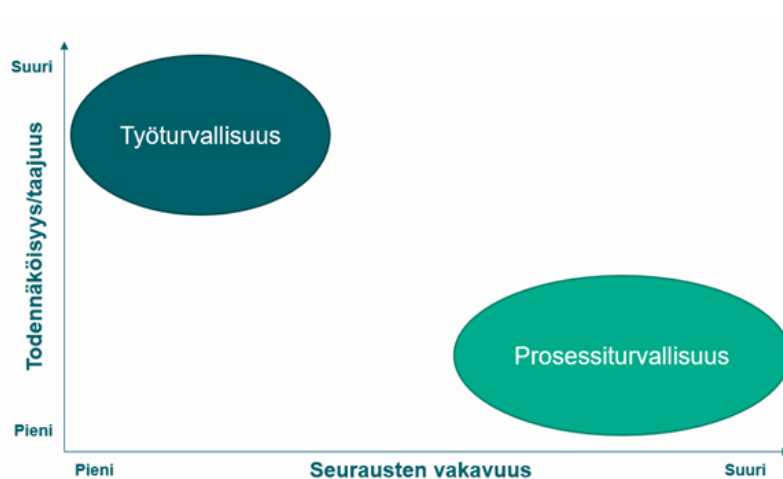 Suuri
Työturvallisuus
Todennäköisyys/taajuus
Prosessiturvallisuus
Pieni
Pieni
Seurausten vakavuus
Suuri